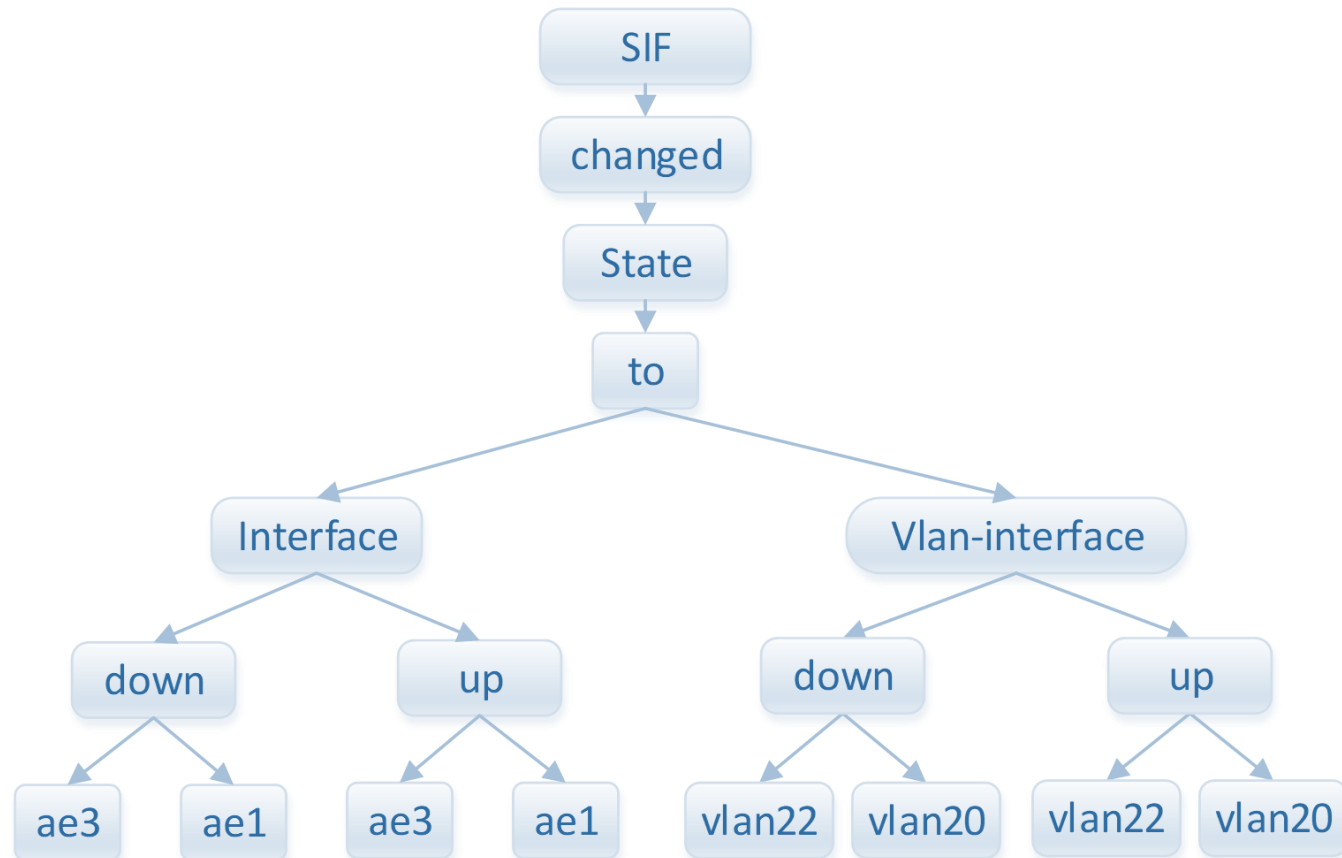 SIF
changed
State
to
Interface
Vlan-interface
down
up
down
up
ae3
ae1
ae3
ae1
vlan22
vlan20
vlan22
vlan20